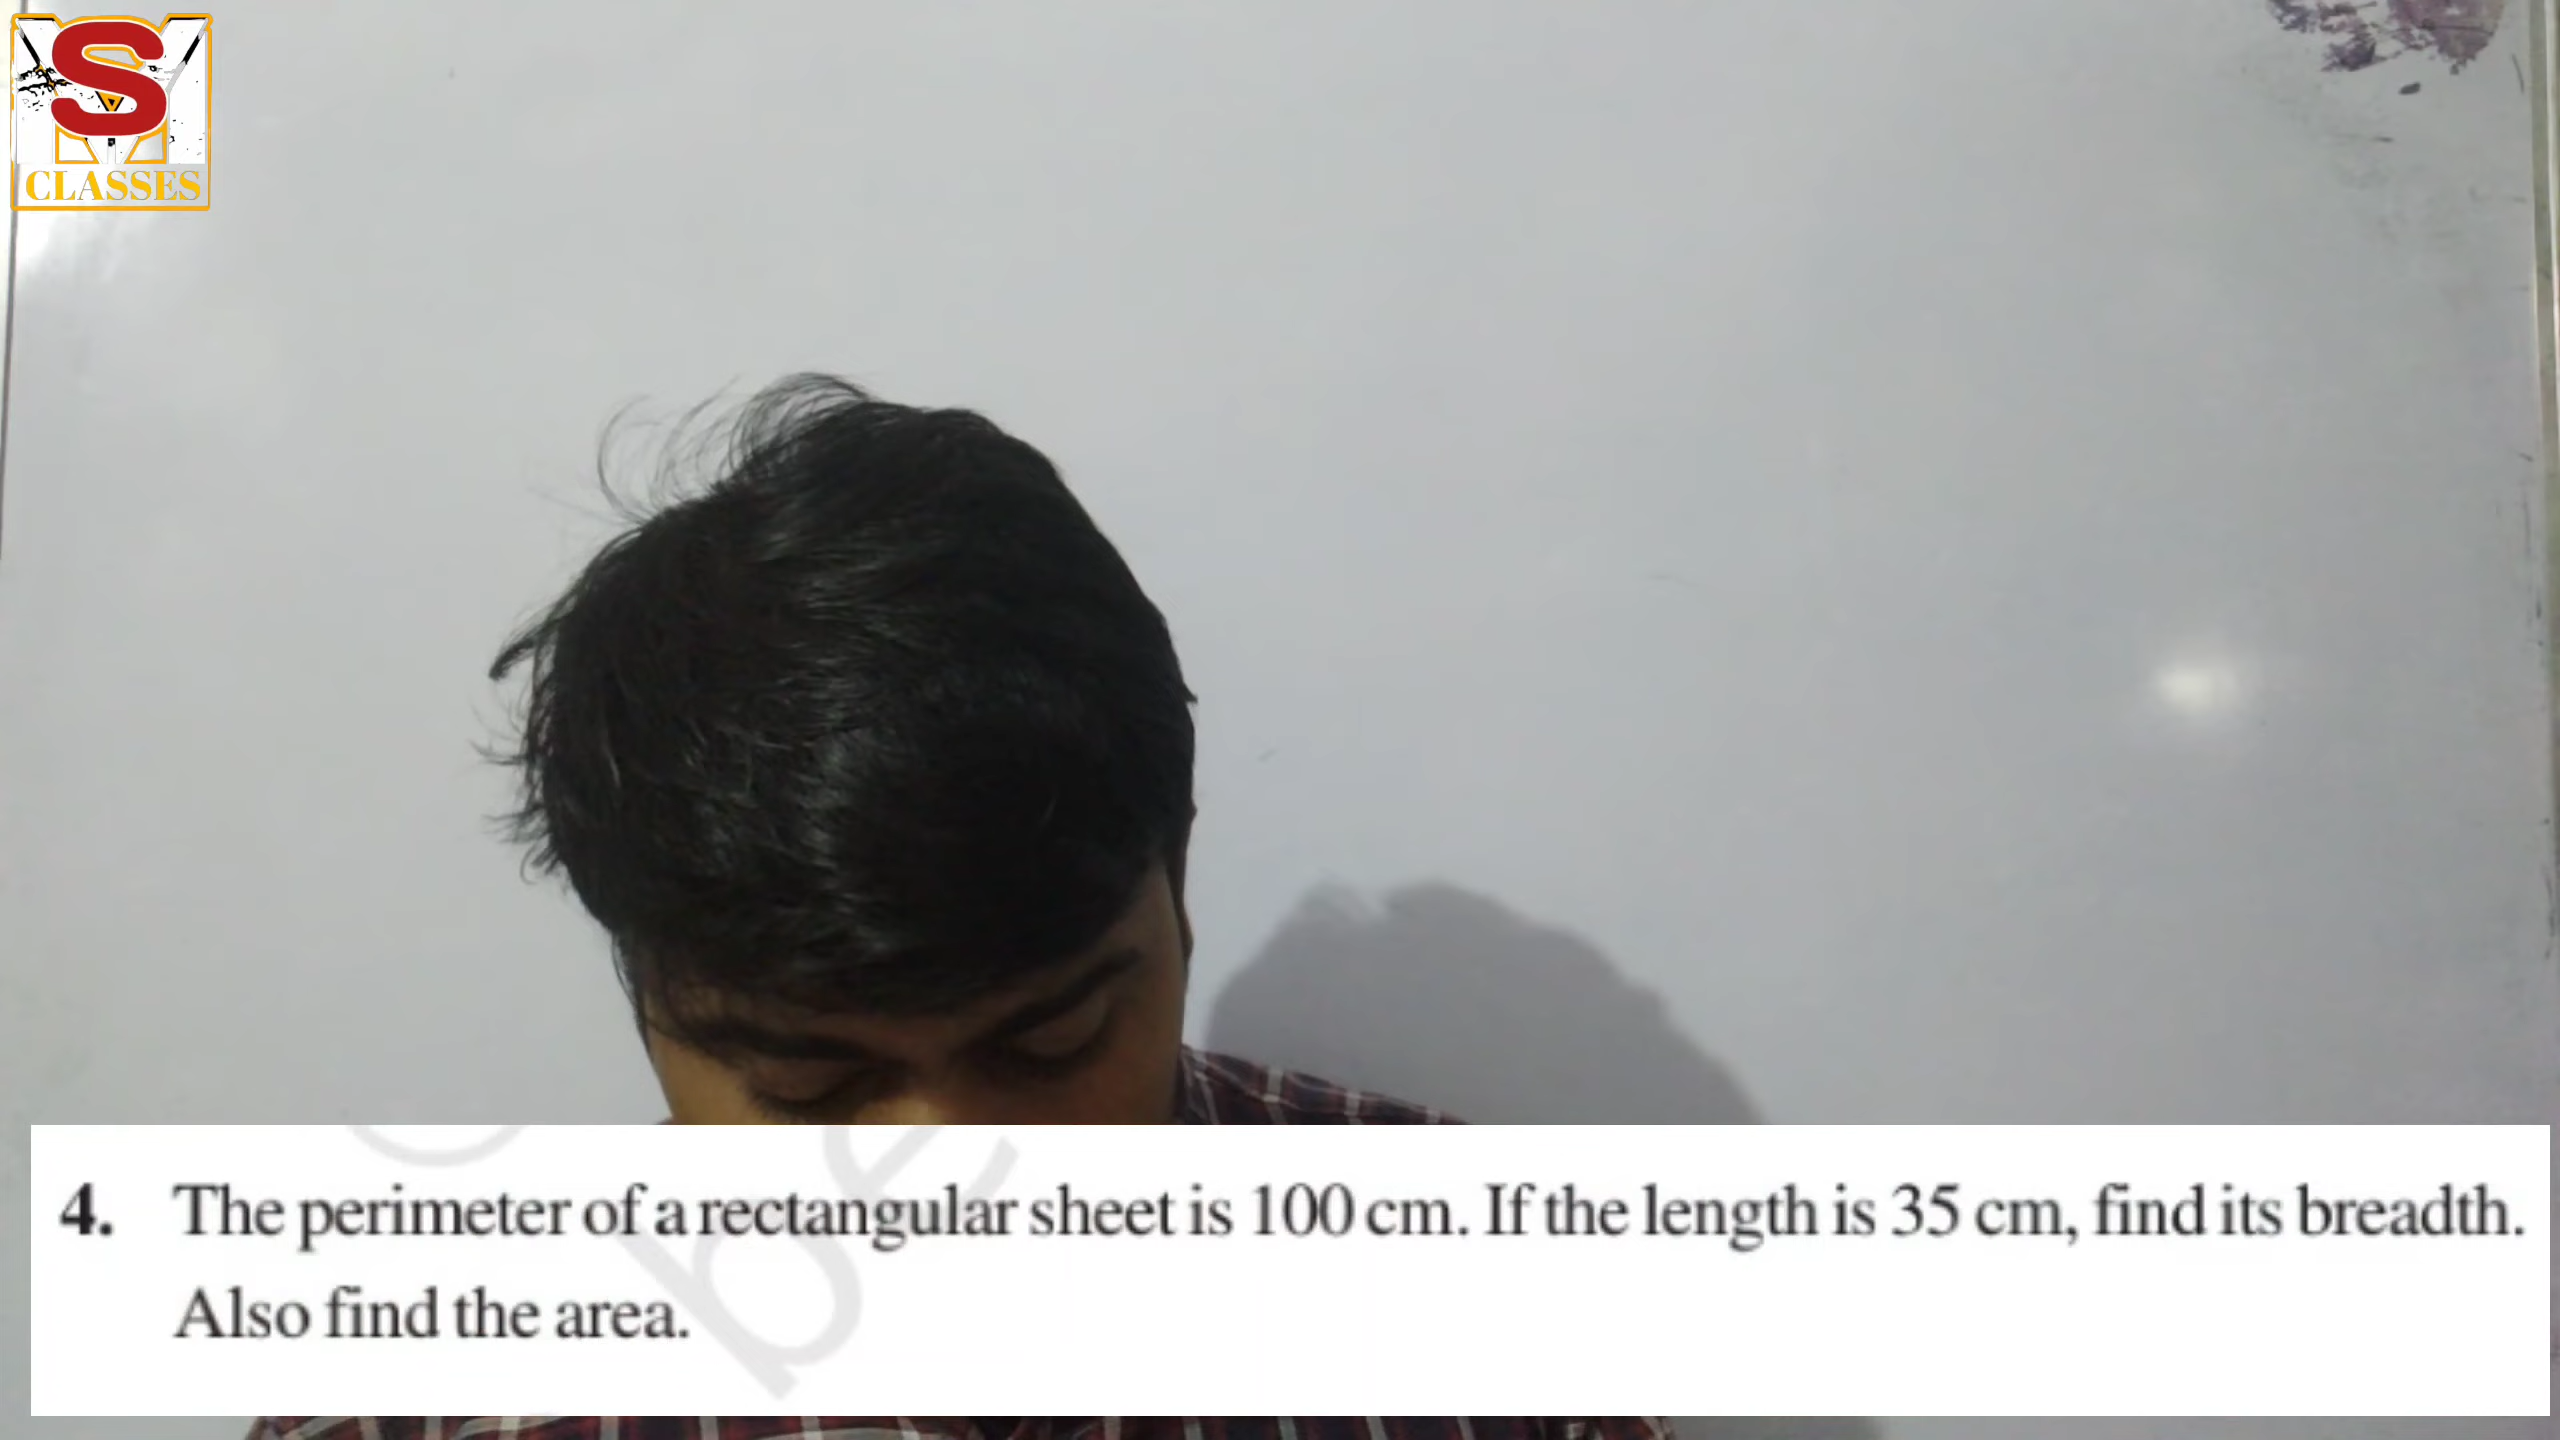 S
CLASSES
4. The perimeter of a rectangular sheet is 100 cm. If the length is 35 cm, find its breadth.
Also find the area.
be